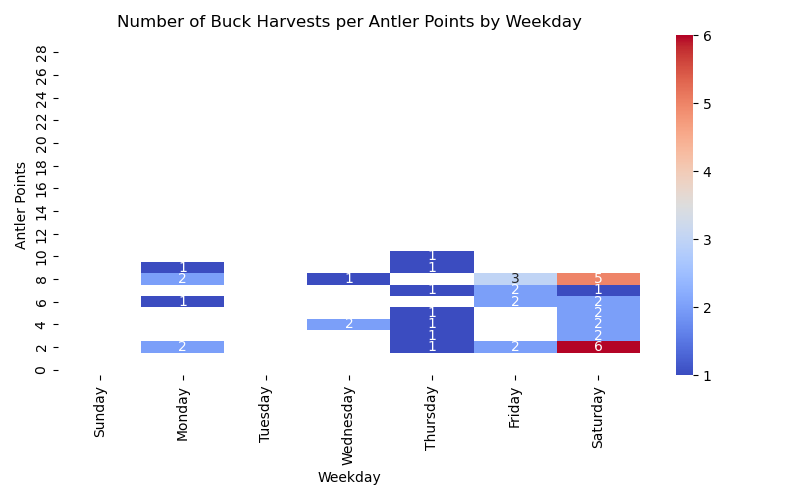 Number of Buck Harvests per Antler Points by Weekday
Antler Points
28
26
24
22
20
18
16
14
12
10
8
6
4
2
0
1
1 1
2 1 3 5
1 2 1
1 2 2
1 2
2 1 2
1 2
2 1 2 6
Sunday Monday Tuesday Wednesday Thursday Friday Saturday
Weekday
6
5
4
3
2
1